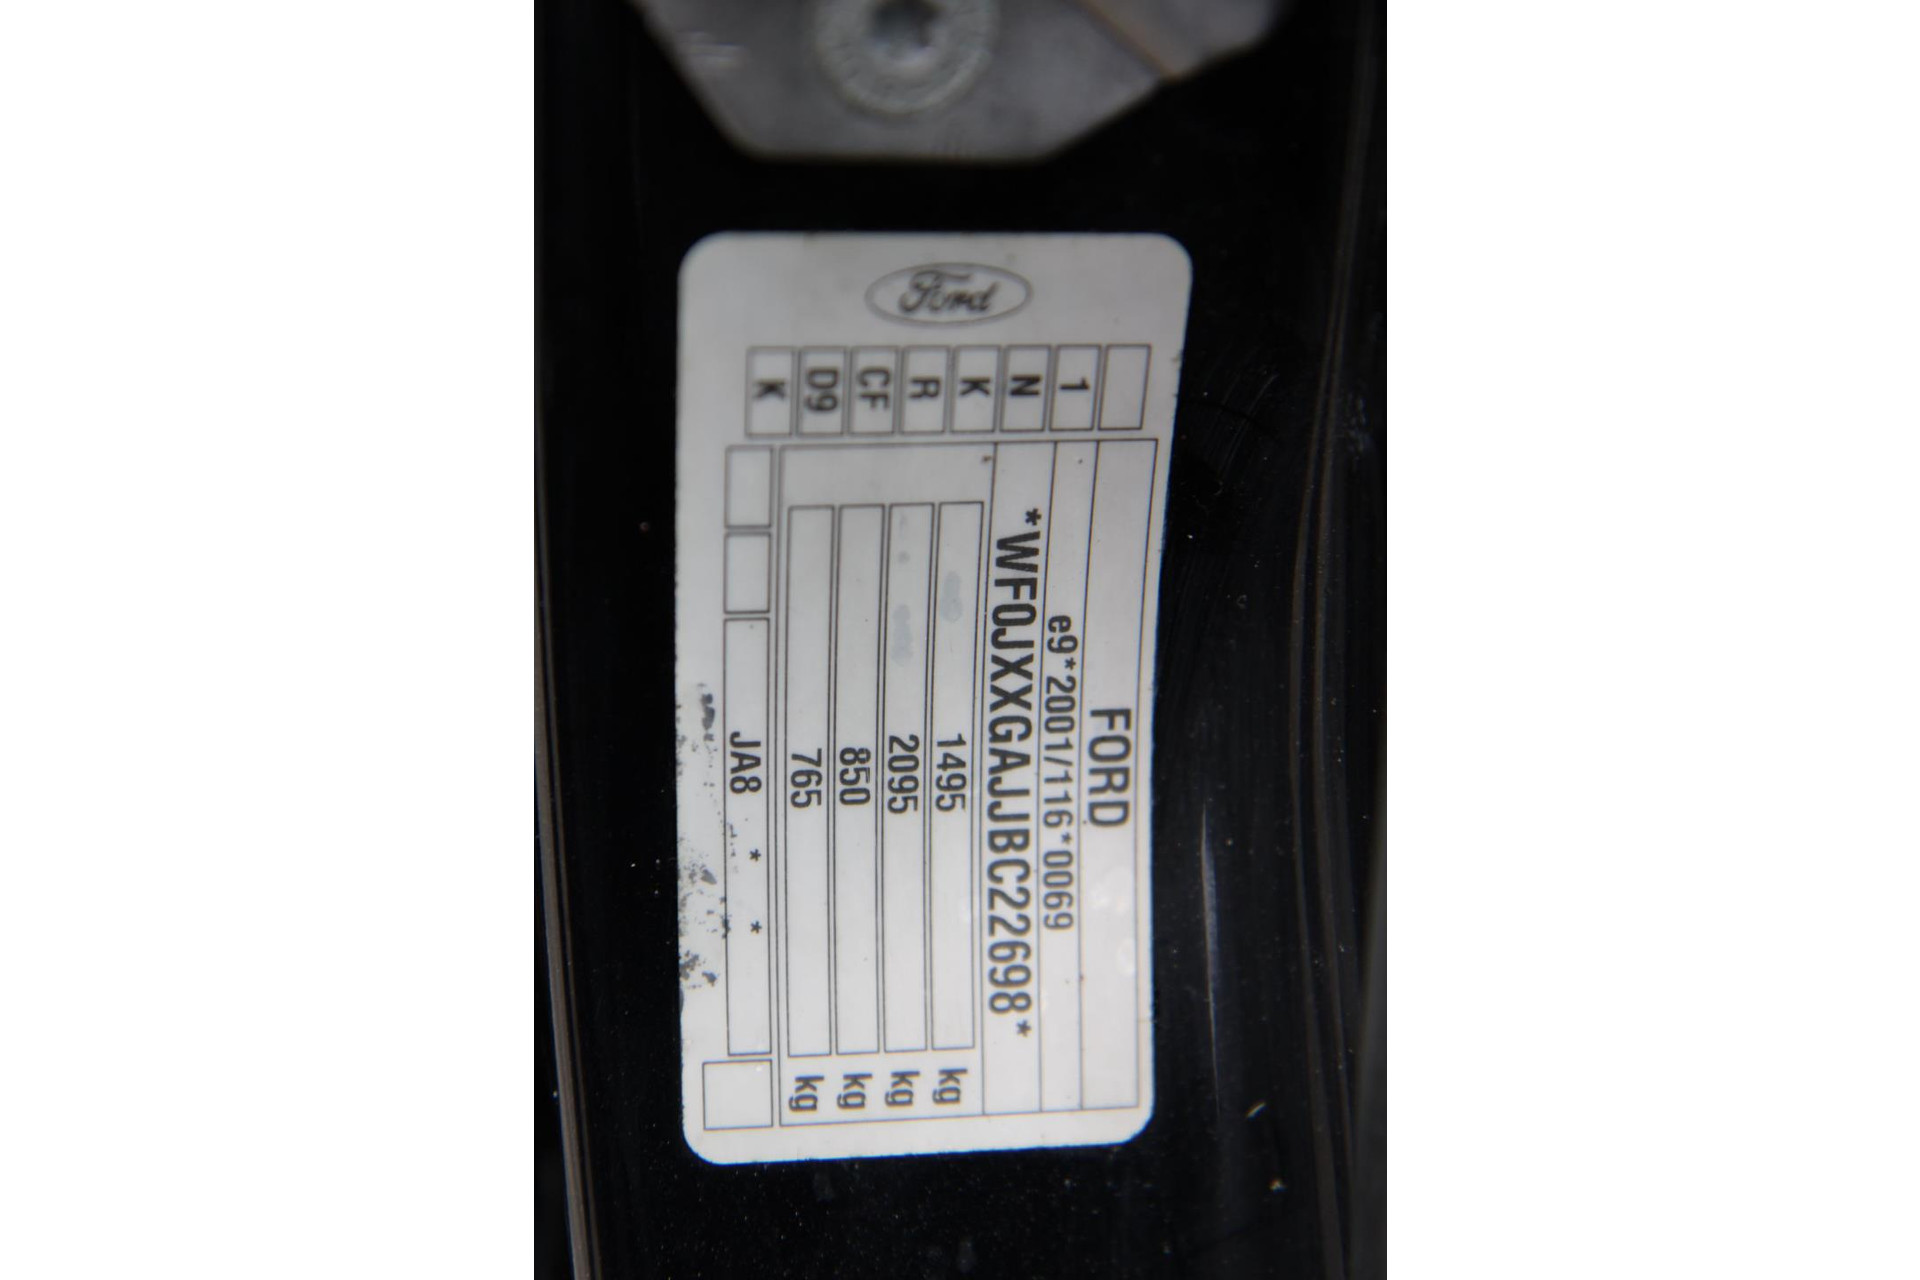 Ford
1
N
K
R
CF
D9
K
FORD
e9*2001/116*0069
*WF0JXXGAJJBC22698*
1495 kg
2095 kg
850 kg
765 kg
JA8 * *